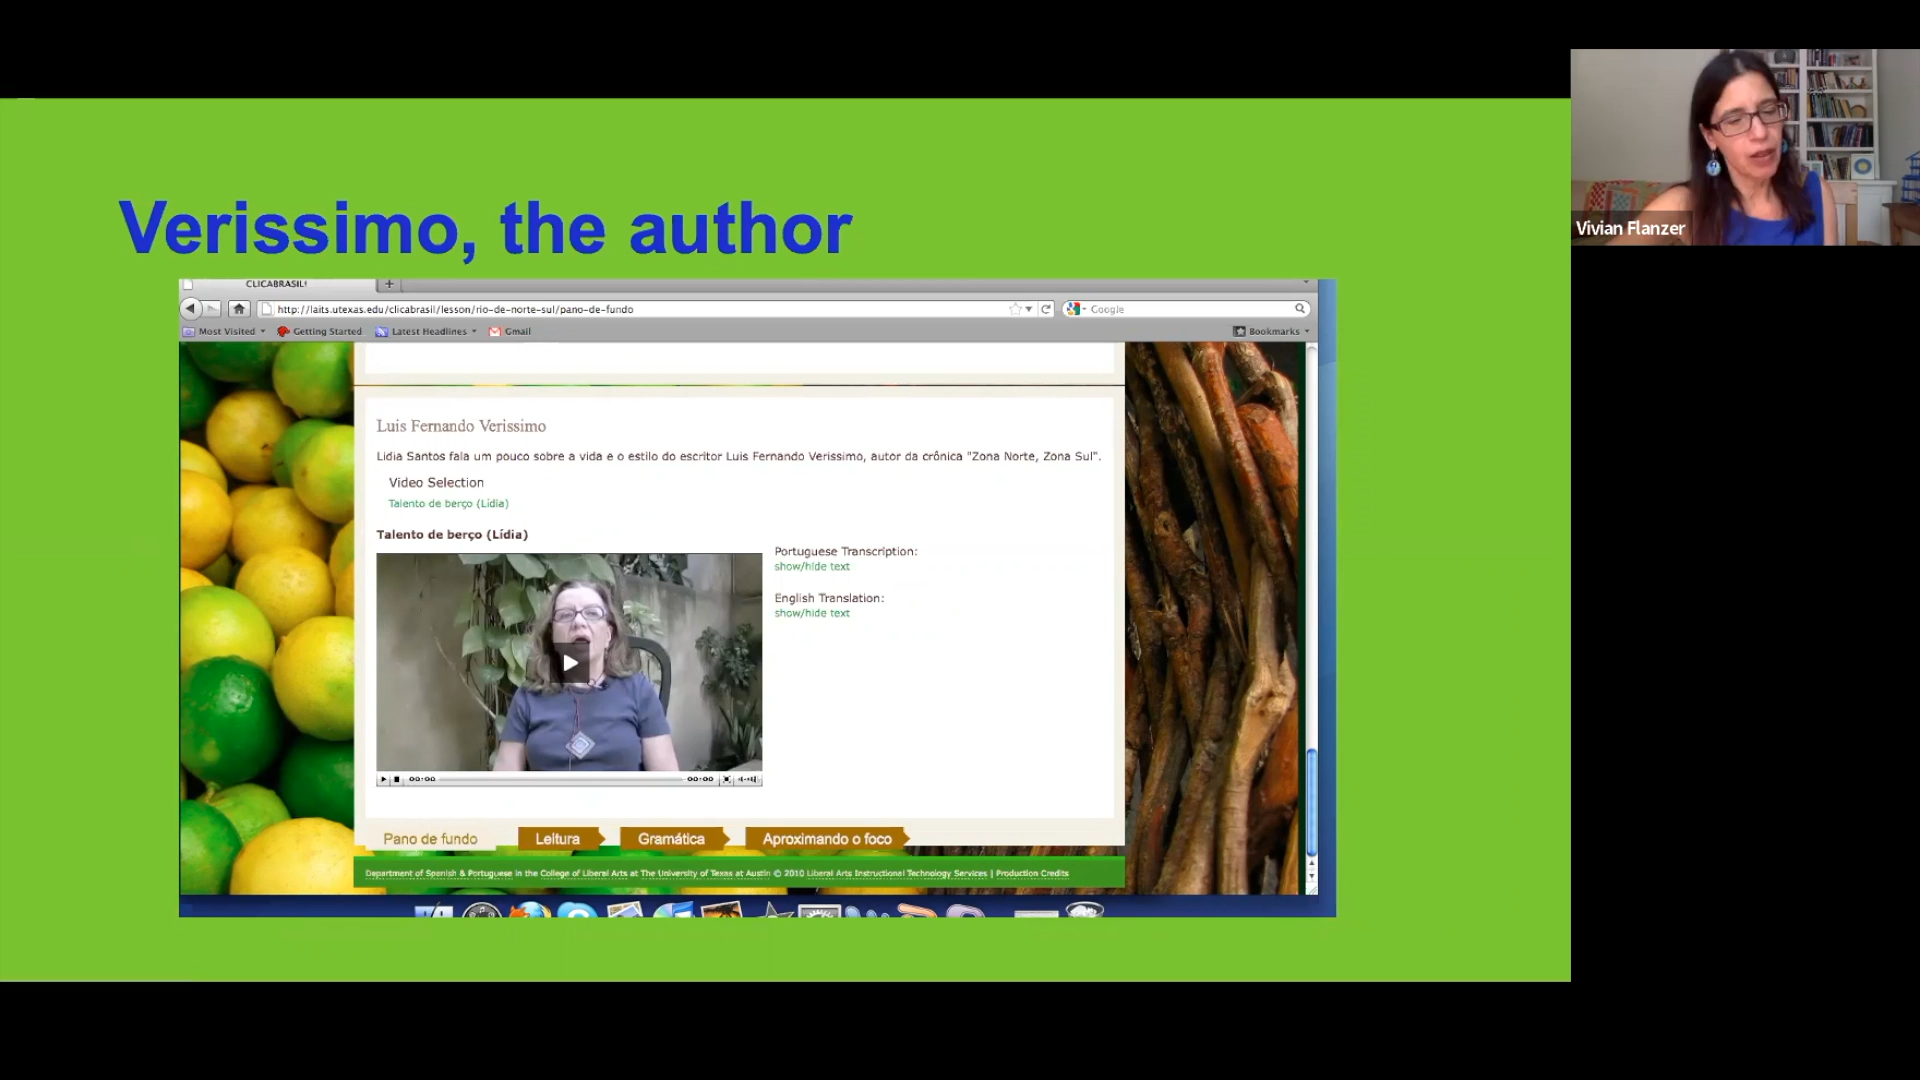 Verissimo, the author
CLICABRASIL!
http://laits.utexas.edu/clicabrasil/lesson/rio-de-norte-sul/pano-de-fundo
Google
Most Visited
Getting Started
Latest Headlines
Gmail
Bookmarks
Luis Fernando Verissimo
Lidia Santos fala um pouco sobre a vida e o estilo do escritor Luis Fernando Verissimo, autor da crônica "Zona Norte, Zona Sul".
Video Selection
Talento de berço (Lídia)
Talento de berço (Lídia)
Portuguese Transcription:
show/hide text
English Translation:
show/hide text
00:00
00:00
Pano de fundo
Leitura
Gramática
Aproximando o foco
Department of Spanish & Portuguese in the College of Liberal Arts at The University of Texas at Austin © 2010 Liberal Arts Instructional Technology Services | Production Credits
Vivian Flanzer